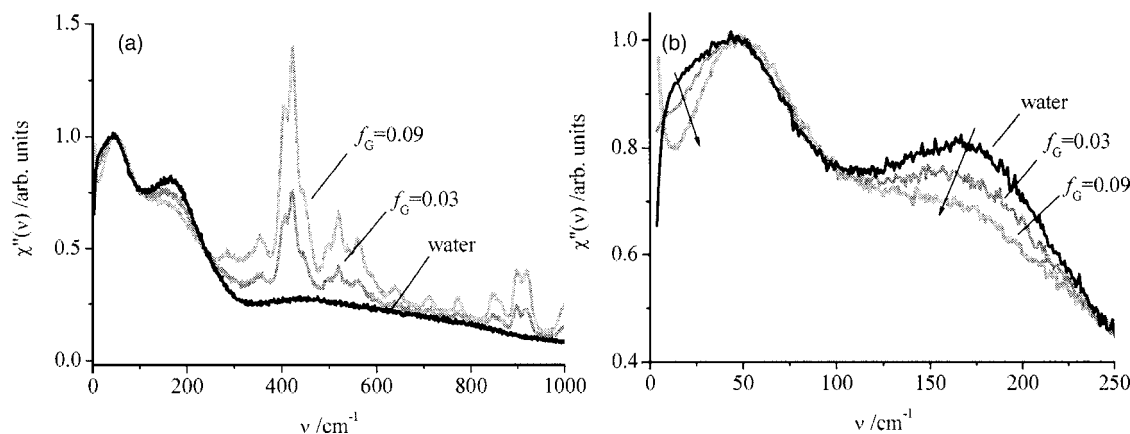 (a)
1.5
1.0
0.5
0.0
χ''(ν) /arb. units
f_G=0.09
f_G=0.03
water
0
200
400
600
800
1000
ν /cm⁻¹
(b)
1.0
0.8
0.6
0.4
χ''(ν) /arb. units
water
f_G=0.03
f_G=0.09
0
50
100
150
200
250
ν /cm⁻¹